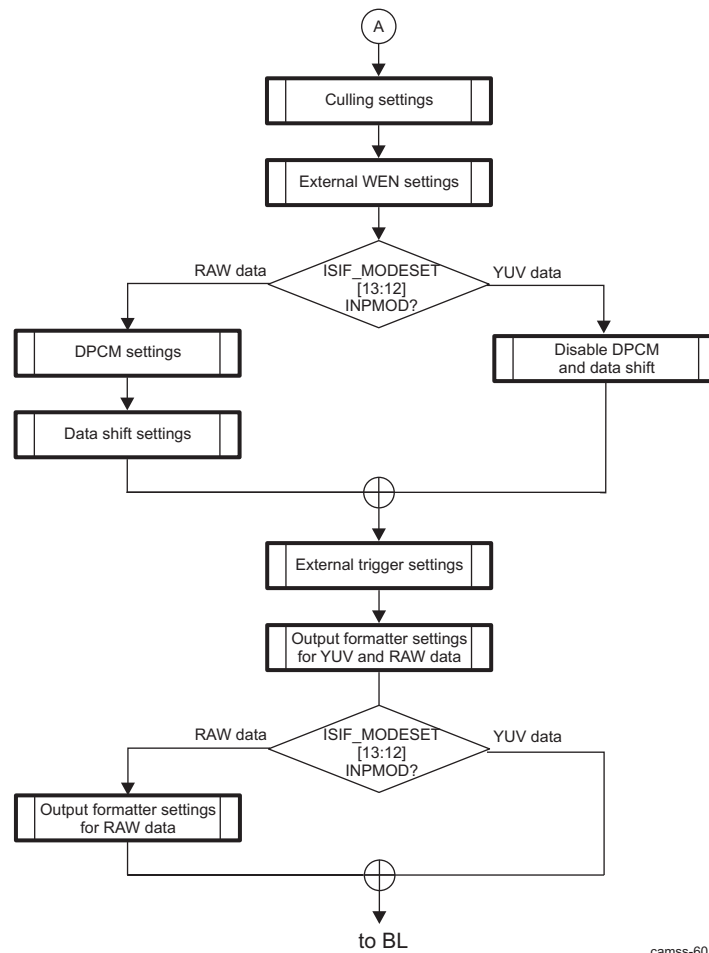 A
Culling settings
External WEN settings
RAW data
ISIF_MODESET
[13:12]
INPMOD?
YUV data
DPCM settings
Disable DPCM
and data shift
Data shift settings
External trigger settings
Output formatter settings
for YUV and RAW data
RAW data
ISIF_MODESET
[13:12]
INPMOD?
YUV data
Output formatter settings
for RAW data
to BL
camss-60